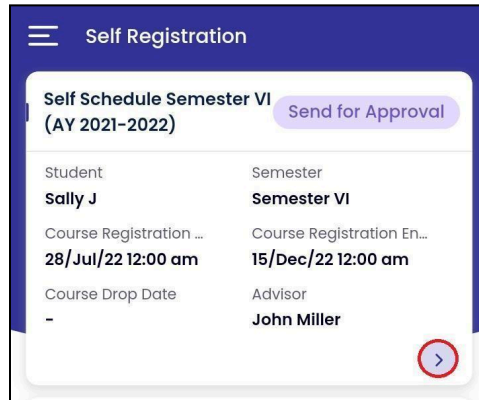 Self Registration
Self Schedule Semester VI
(AY 2021-2022)
Send for Approval
Student
Semester
Sally J
Semester VI
Course Registration ...
Course Registration En...
28/Jul/22 12:00 am
15/Dec/22 12:00 am
Course Drop Date
Advisor
-
John Miller